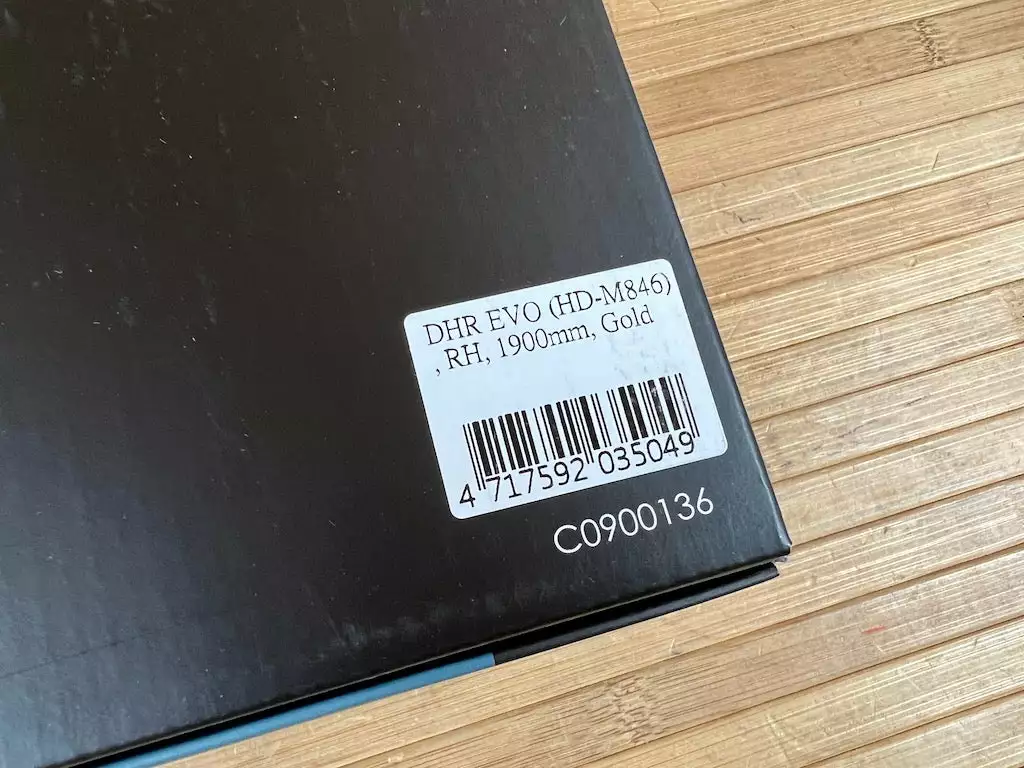 DHR EVO (HD-M846)
, RH, 1900mm, Gold
4 717592 035049
C0900136